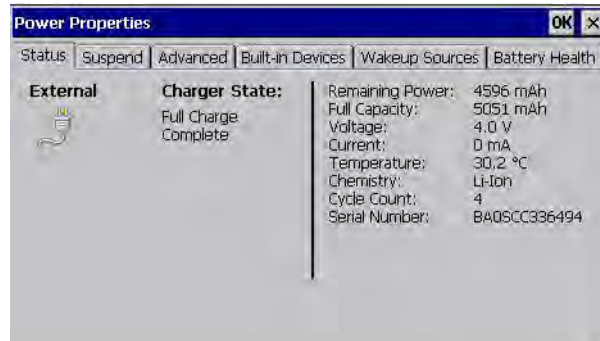 Power Properties OK ×
Status Suspend Advanced Built-in Devices Wakeup Sources Battery Health
External
Charger State:
Full Charge
Complete
Remaining Power: 4596 mAh
Full Capacity: 5051 mAh
Voltage: 4.0 V
Current: 0 mA
Temperature: 30,2 °C
Chemistry: Li-Ion
Cycle Count: 4
Serial Number: BA0SCC336494